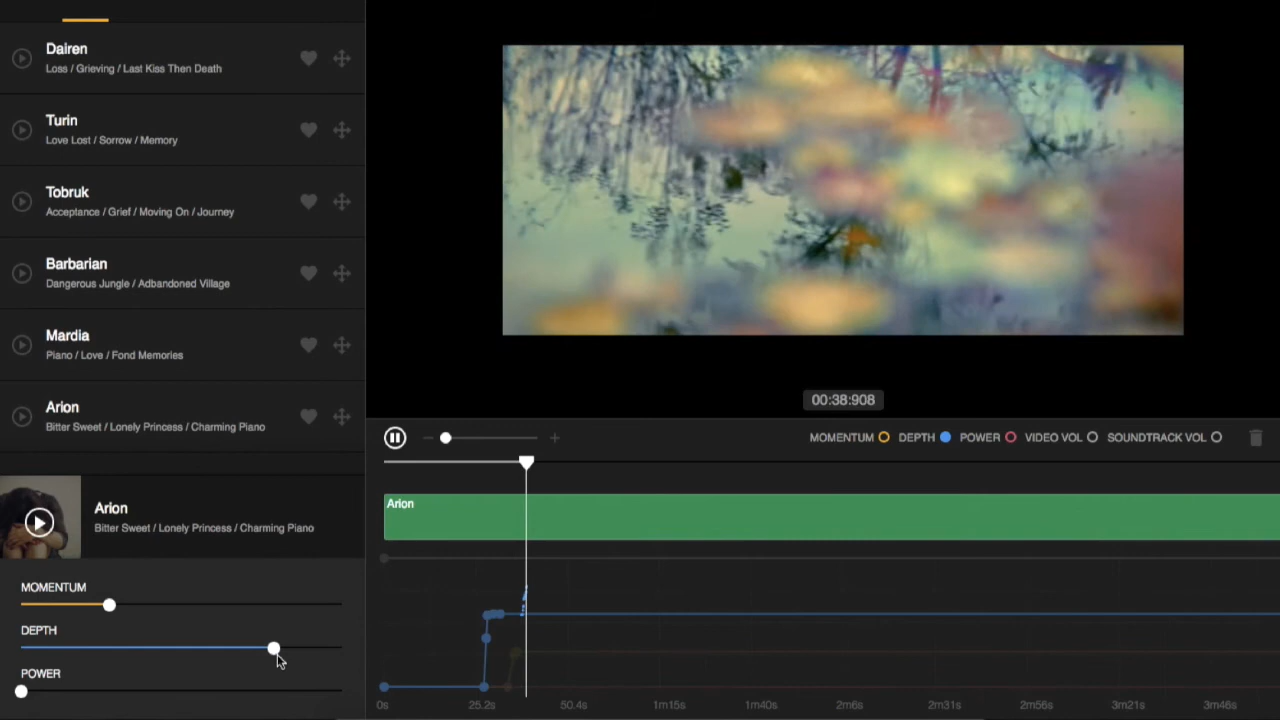 Dairen
Loss / Grieving / Last Kiss Then Death
Turin
Love Lost / Sorrow / Memory
Tobruk
Acceptance / Grief / Moving On / Journey
Barbarian
Dangerous Jungle / Adbandoned Village
Mardia
Piano / Love / Fond Memories
Arion
Bitter Sweet / Lonely Princess / Charming Piano
Arion
Bitter Sweet / Lonely Princess / Charming Piano
MOMENTUM
DEPTH
POWER
00:38:908
MOMENTUM DEPTH POWER VIDEO VOL SOUNDTRACK VOL
Arion
0s 25.2s 50.4s 1m15s 1m40s 2m6s 2m31s 2m56s 3m21s 3m46s